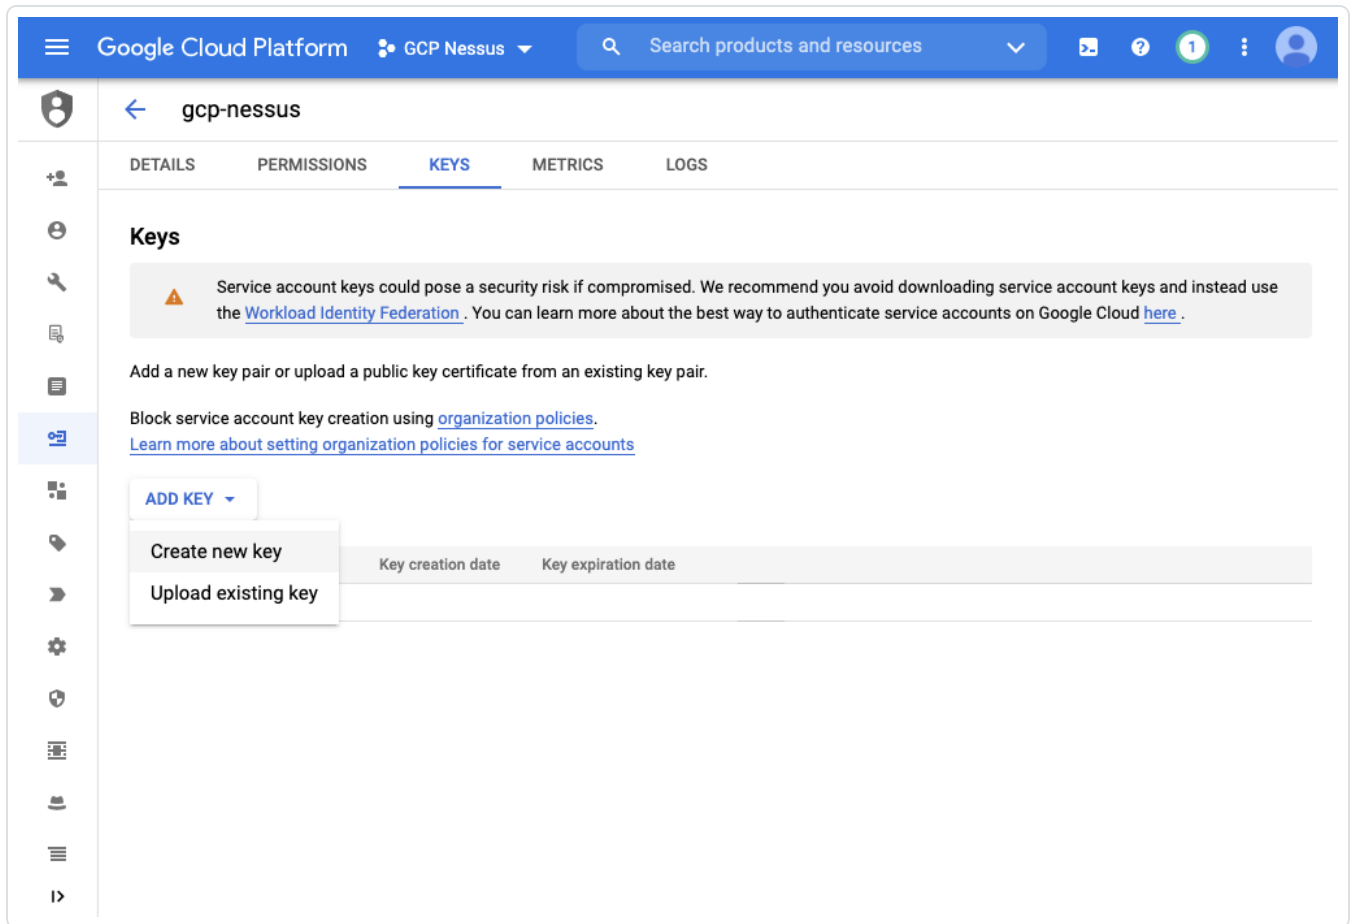 Google Cloud Platform
GCP Nessus
Search products and resources
1
gcp-nessus
DETAILS PERMISSIONS KEYS METRICS LOGS
Keys
Service account keys could pose a security risk if compromised. We recommend you avoid downloading service account keys and instead use
the Workload Identity Federation . You can learn more about the best way to authenticate service accounts on Google Cloud here .
Add a new key pair or upload a public key certificate from an existing key pair.
Block service account key creation using organization policies.
Learn more about setting organization policies for service accounts
ADD KEY
Create new key
Key creation date Key expiration date
Upload existing key